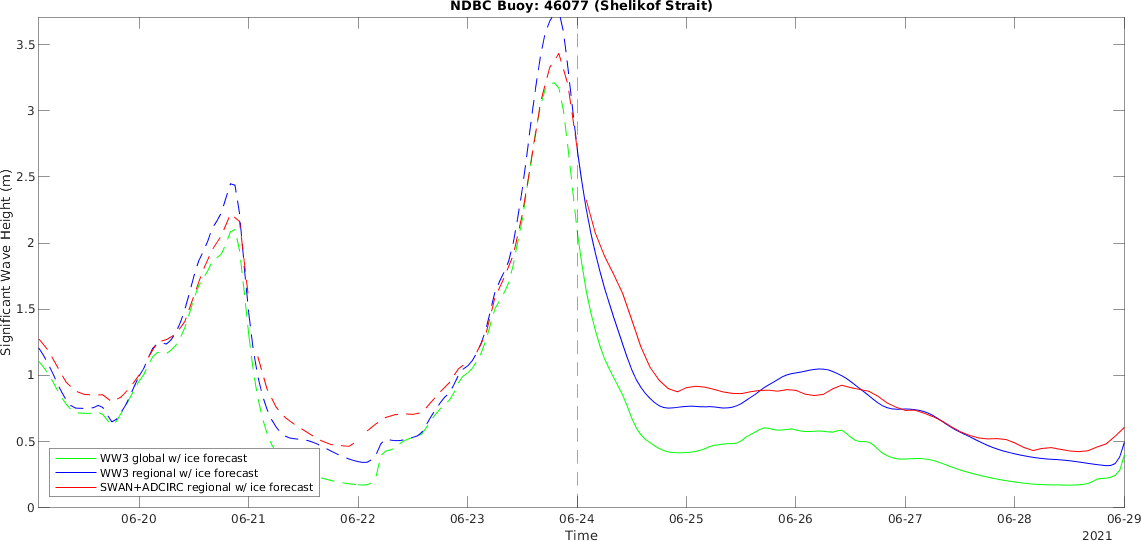 NDBC Buoy: 46077 (Shelikof Strait)
Significant Wave Height (m)
3.5
3
2.5
2
1.5
1
0.5
0
WW3 global w/ ice forecast
WW3 regional w/ ice forecast
SWAN+ADCIRC regional w/ ice forecast
06-20 06-21 06-22 06-23 06-24 06-25 06-26 06-27 06-28 06-29
Time
2021